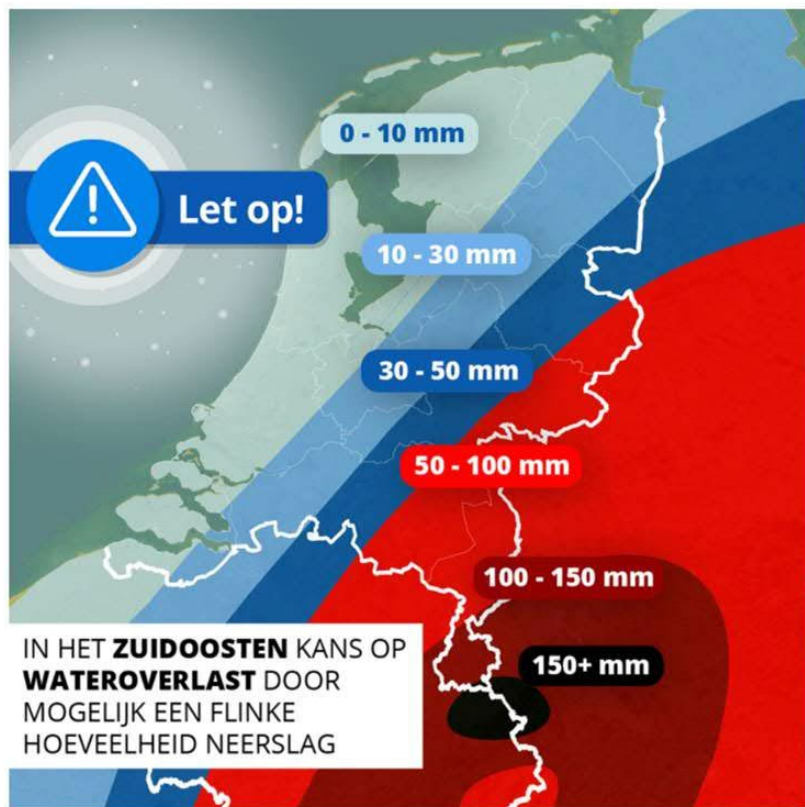 0 - 10 mm
Let op!
10 - 30 mm
30 - 50 mm
50 - 100 mm
100 - 150 mm
150+ mm
IN HET ZUIDOOSTEN KANS OP
WATEROVERLAST DOOR
MOGELIJK EEN FLINKE
HOEVEELHEID NEERSLAG